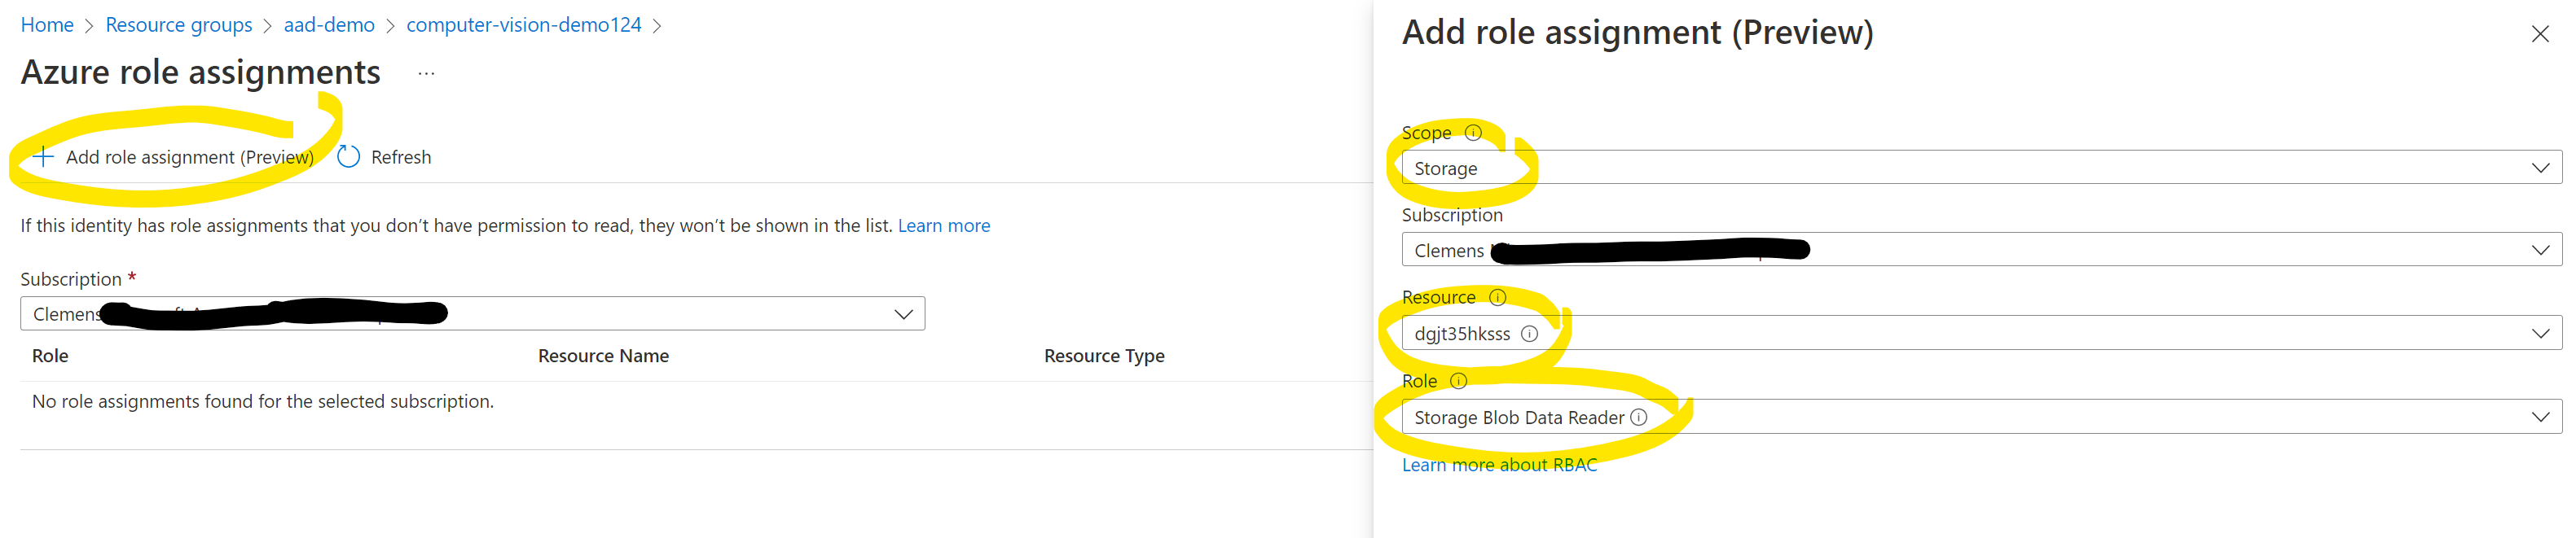 Home > Resource groups > aad-demo > computer-vision-demo124 >
Azure role assignments ...
+ Add role assignment (Preview) Refresh
If this identity has role assignments that you don't have permission to read, they won't be shown in the list. Learn more
Subscription *
Clemens
Role Resource Name Resource Type
No role assignments found for the selected subscription.
Add role assignment (Preview)
Scope
Storage
Subscription
Clemens
Resource
dgjt35hksss
Role
Storage Blob Data Reader
Learn more about RBAC